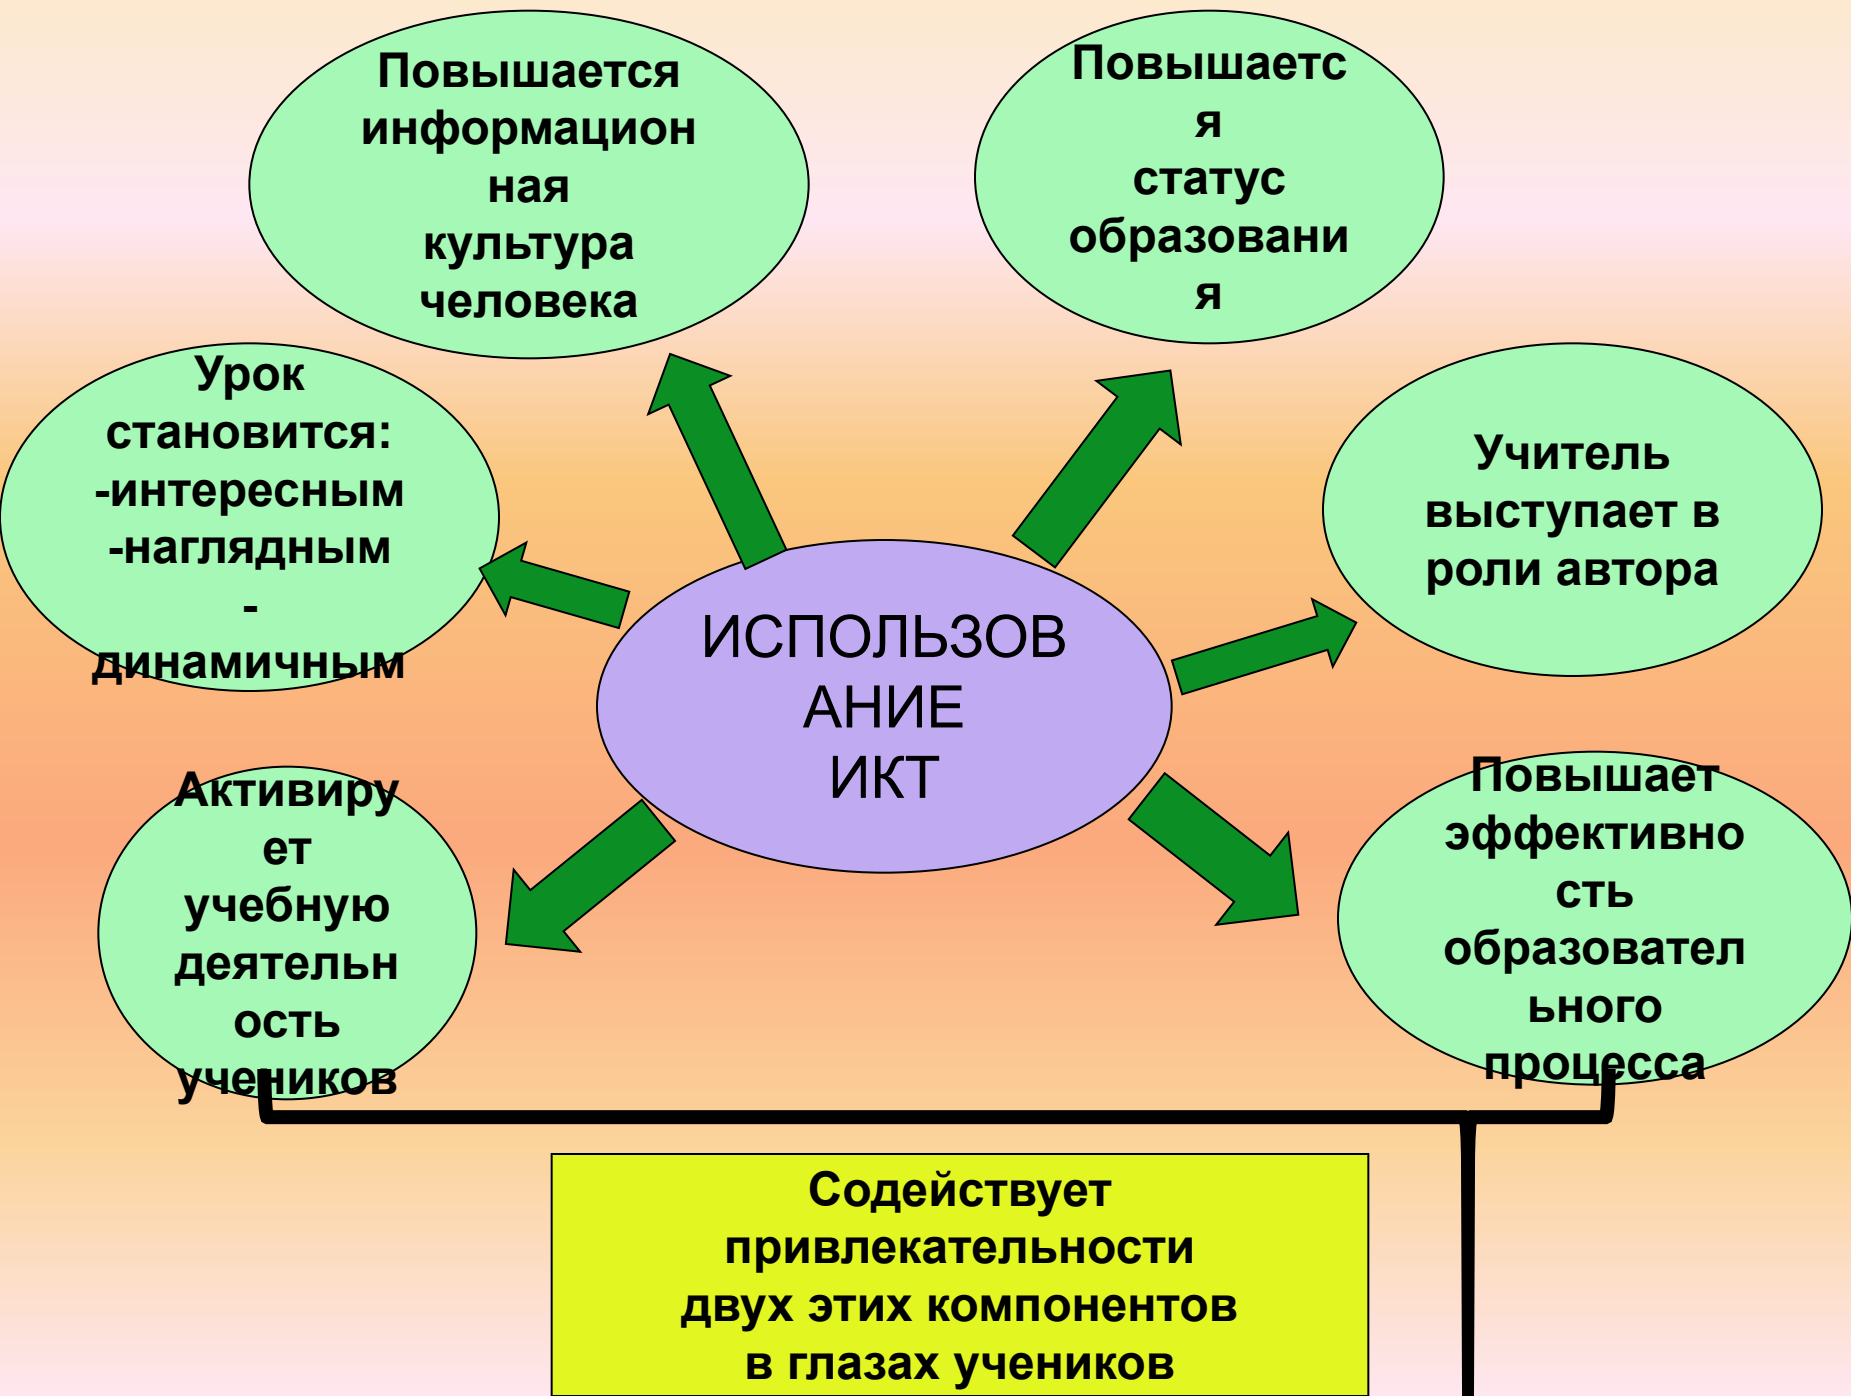 Повышается
информацион
ная
культура
человека
Повышаетс
я
статус
образовани
я
Урок
становится:
-интересным
-наглядным
-
динамичным
Учитель
выступает в
роли автора
ИСПОЛЬЗОВ
АНИЕ
ИКТ
Активиру
ет
учебную
деятельн
ость
учеников
Повышает
эффективно
сть
образовател
ьного
процесса
Содействует
привлекательности
двух этих компонентов
в глазах учеников